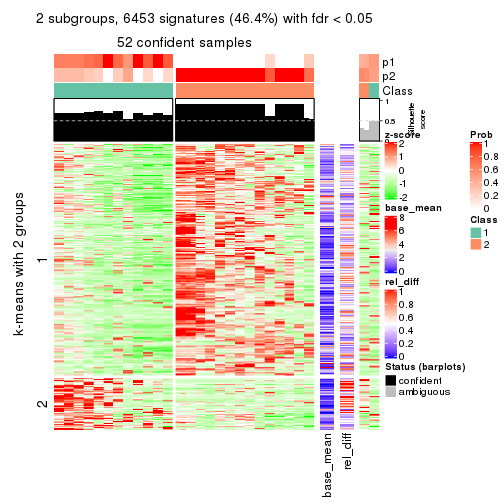 2 subgroups, 6453 signatures (46.4%) with fdr < 0.05
52 confident samples
p1
p2
Class
1
0.5
0
Silhouette
score
k-means with 2 groups
1
2
base_mean
rel_diff
z-score
2
1
0
-1
-2
base_mean
8
6
4
2
0
rel_diff
1
0.8
0.6
0.4
0.2
0
Status (barplots)
confident
ambiguous
Prob
1
0.8
0.6
0.4
0.2
0
Class
1
2